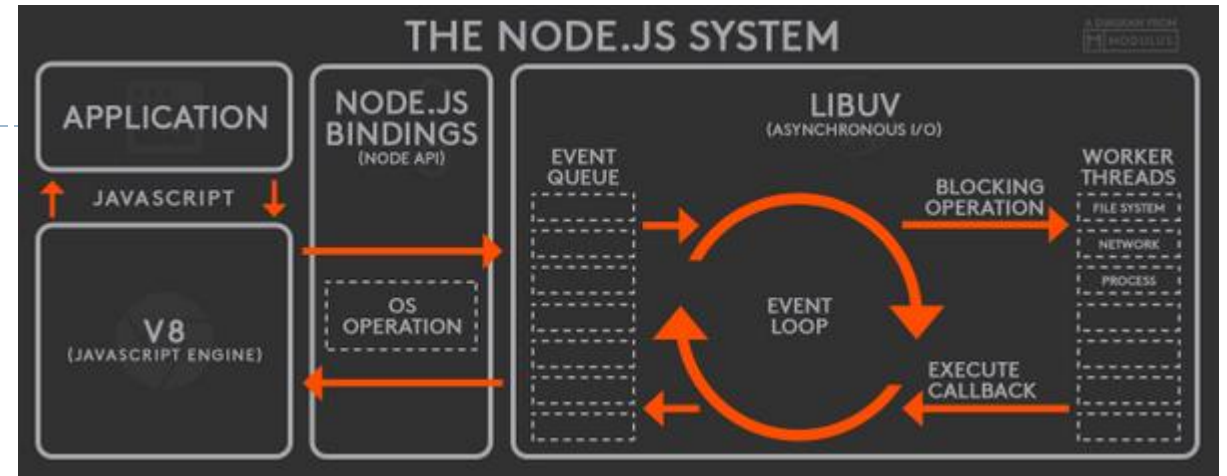 THE NODE.JS SYSTEM
A DIAGRAM FROM
MODULUS
APPLICATION
JAVASCRIPT
V8
(JAVASCRIPT ENGINE)
NODE.JS
BINDINGS
(NODE API)
OS
OPERATION
LIBUV
(ASYNCHRONOUS I/O)
EVENT
QUEUE
EVENT
LOOP
BLOCKING
OPERATION
EXECUTE
CALLBACK
WORKER
THREADS
FILE SYSTEM
NETWORK
PROCESS